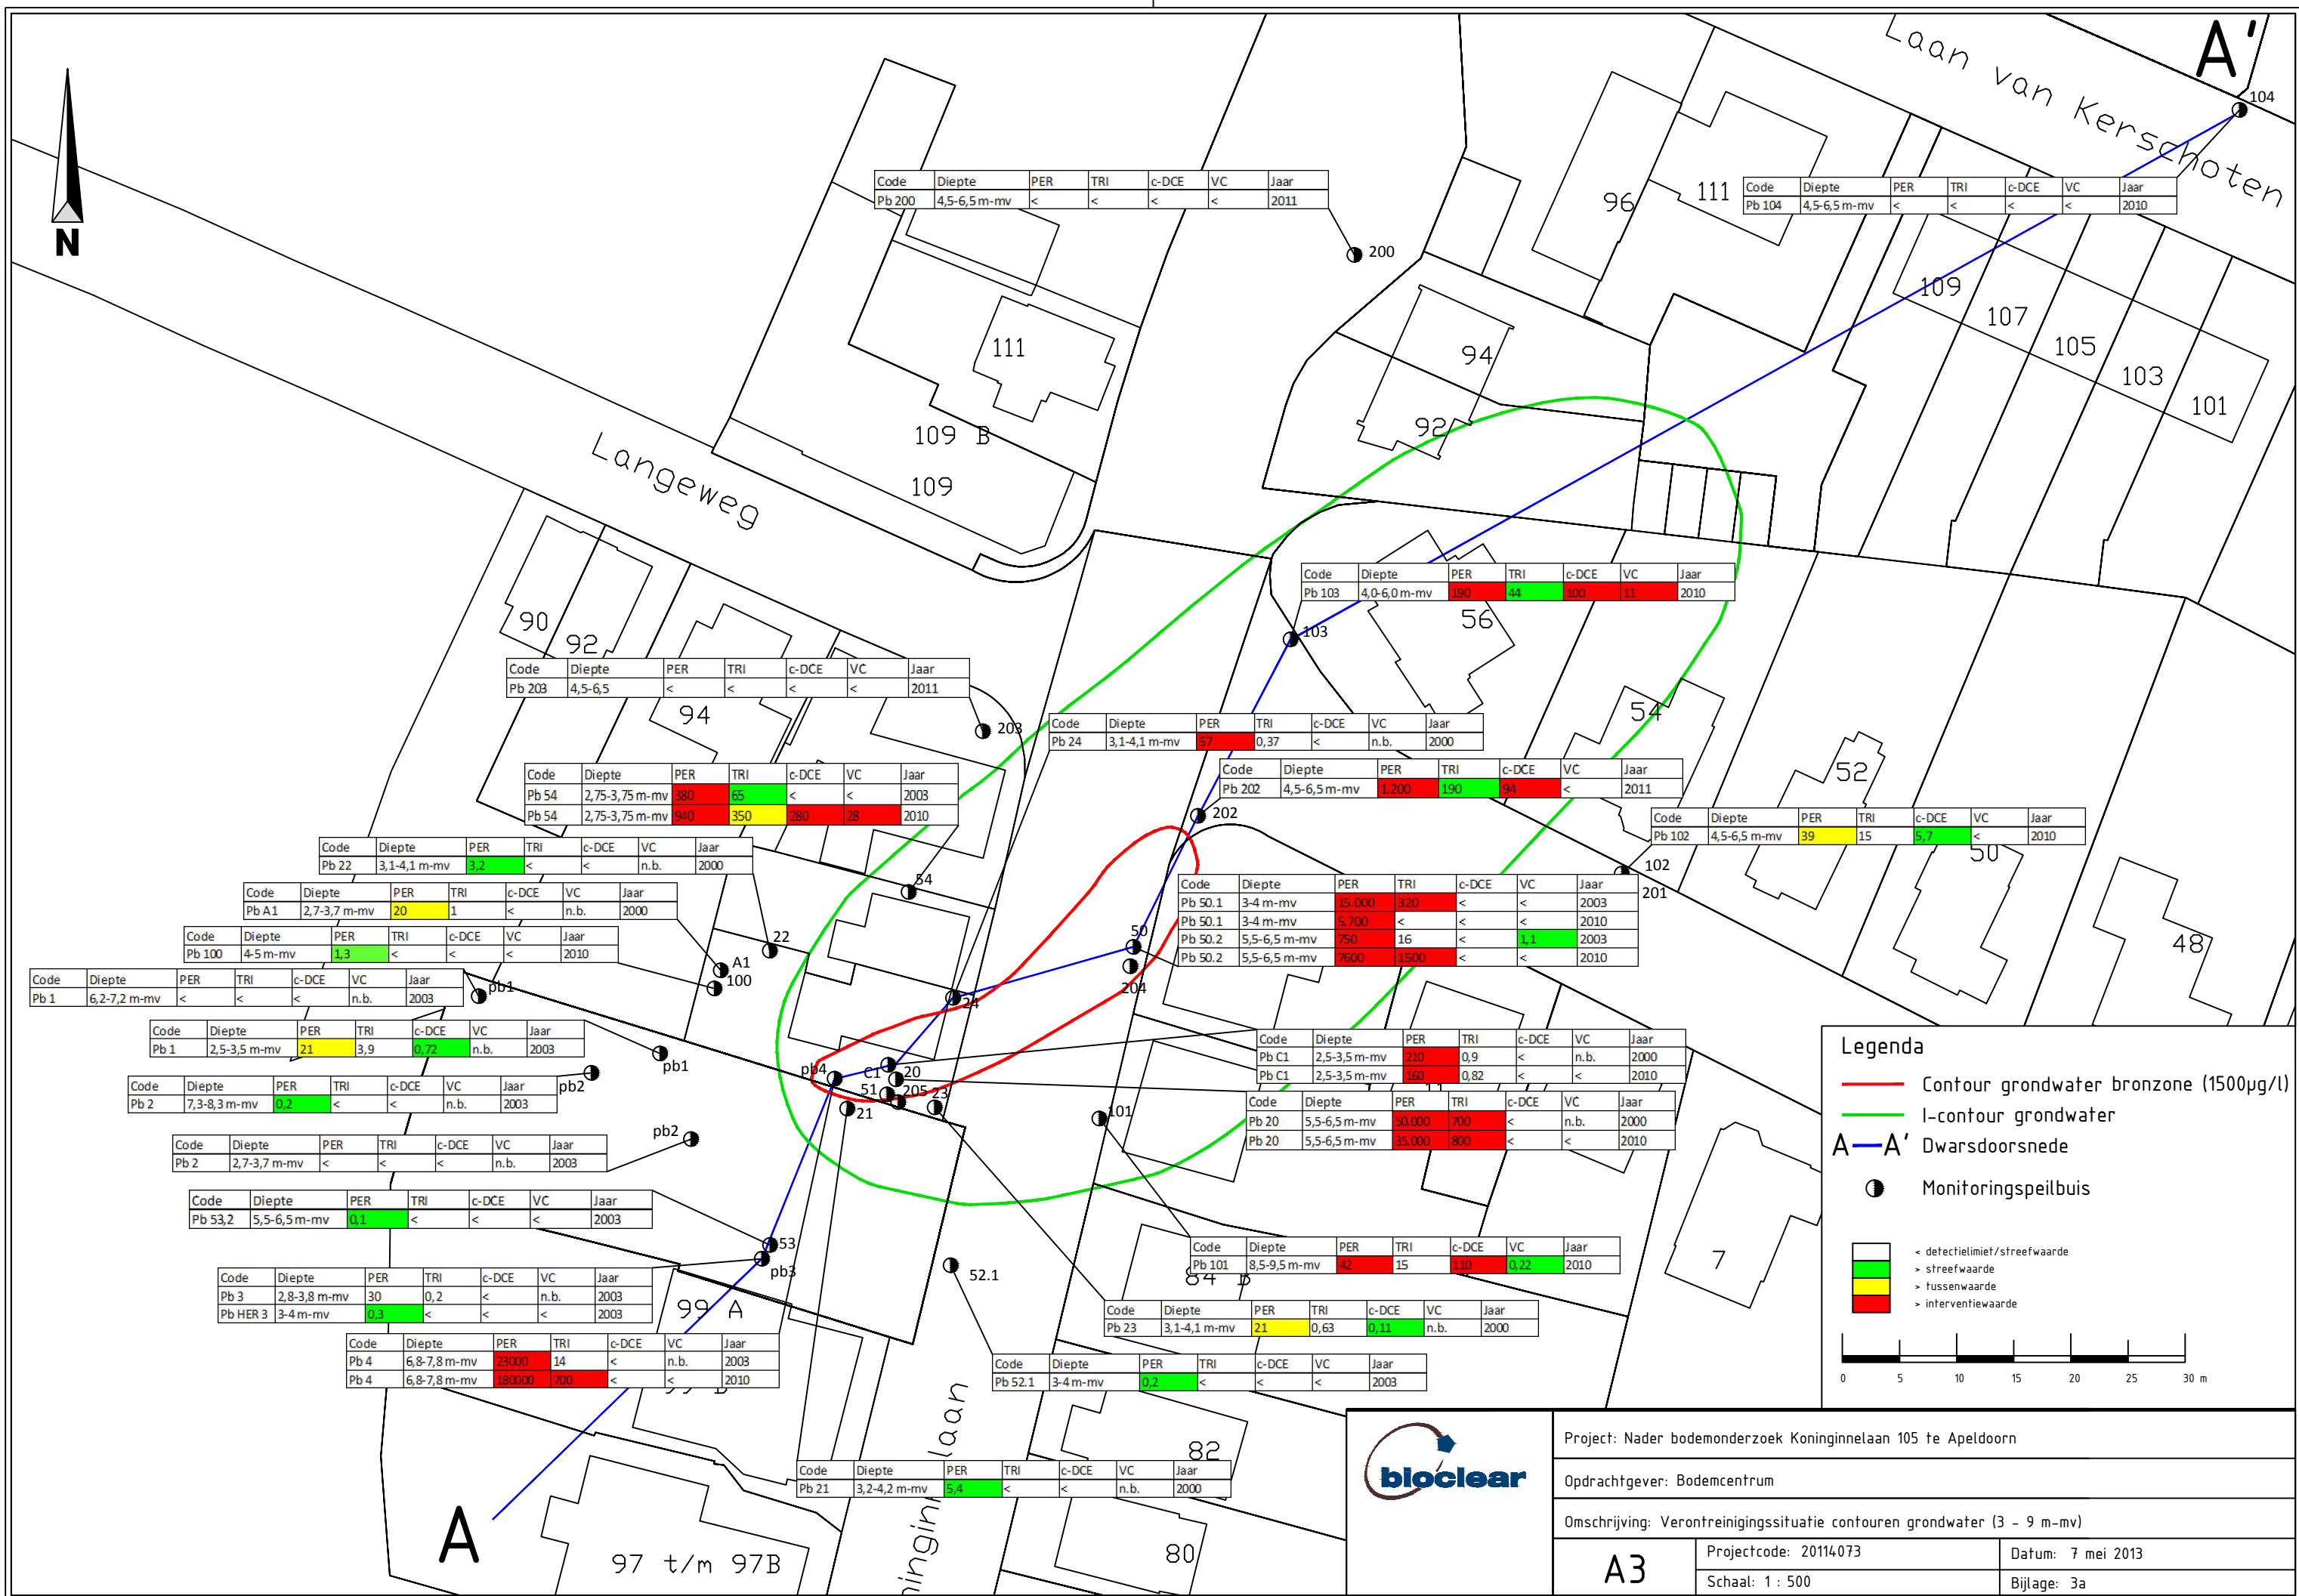 Laan van Kerschoten
A'
104
N
Code Diepte PER TRI c-DCE VC Jaar
Pb 200 4,5-6,5 m-mv < < < < 2011
200
96
111
Code Diepte PER TRI c-DCE VC Jaar
Pb 104 4,5-6,5 m-mv < < < < 2010
109
107
105
103
101
111
94
92
109 B
109
Langeweg
Code Diepte PER TRI c-DCE VC Jaar
Pb 103 4,0-6,0 m-mv 190 44 100 11 2010
56
103
90
92
Code Diepte PER TRI c-DCE VC Jaar
Pb 203 4,5-6,5 < < < < 2011
94
203
54
Code Diepte PER TRI c-DCE VC Jaar
Pb 24 3,1-4,1 m-mv 57 0,37 < n.b. 2000
52
Code Diepte PER TRI c-DCE VC Jaar
Pb 54 2,75-3,75 m-mv 380 65 < < 2003
Pb 54 2,75-3,75 m-mv 940 350 280 28 2010
Code Diepte PER TRI c-DCE VC Jaar
Pb 202 4,5-6,5 m-mv 1.200 190 94 < 2011
202
Code Diepte PER TRI c-DCE VC Jaar
Pb 102 4,5-6,5 m-mv 39 15 5,7 < 2010
50
Code Diepte PER TRI c-DCE VC Jaar
Pb 22 3,1-4,1 m-mv 3,2 < < n.b. 2000
102
201
54
Code Diepte PER TRI c-DCE VC Jaar
Pb A1 2,7-3,7 m-mv 20 1 < n.b. 2000
Code Diepte PER TRI c-DCE VC Jaar
Pb 50.1 3-4 m-mv 15.000 320 < < 2003
Pb 50.1 3-4 m-mv 5.700 < < < 2010
Pb 50.2 5,5-6,5 m-mv 750 16 < 1,1 2003
Pb 50.2 5,5-6,5 m-mv 7600 1500 < < 2010
48
Code Diepte PER TRI c-DCE VC Jaar
Pb 100 4-5 m-mv 1,3 < < < 2010
22
A1
100
50
204
24
Code Diepte PER TRI c-DCE VC Jaar
Pb 1 6,2-7,2 m-mv < < < n.b. 2003
pb1
Code Diepte PER TRI c-DCE VC Jaar
Pb 1 2,5-3,5 m-mv 21 3,9 0,72 n.b. 2003
pb1
Code Diepte PER TRI c-DCE VC Jaar
Pb C1 2,5-3,5 m-mv 210 0,9 < n.b. 2000
Pb C1 2,5-3,5 m-mv 160 0,82 < < 2010
11
Code Diepte PER TRI c-DCE VC Jaar
Pb 2 7,3-8,3 m-mv 0,2 < < n.b. 2003
pb2
pb4
C1
20
51
205
23
21
101
Code Diepte PER TRI c-DCE VC Jaar
Pb 20 5,5-6,5 m-mv 50.000 700 < n.b. 2000
Pb 20 5,5-6,5 m-mv 35.000 800 < < 2010
Code Diepte PER TRI c-DCE VC Jaar
Pb 2 2,7-3,7 m-mv < < < n.b. 2003
pb2
Code Diepte PER TRI c-DCE VC Jaar
Pb 53,2 5,5-6,5 m-mv 0,1 < < < 2003
53
pb3
52.1
Code Diepte PER TRI c-DCE VC Jaar
Pb 101 8,5-9,5 m-mv 42 15 110 0,22 2010
84 B
7
Code Diepte PER TRI c-DCE VC Jaar
Pb 3 2,8-3,8 m-mv 30 0,2 < n.b. 2003
Pb HER 3 3-4 m-mv 0,3 < < < 2003
99 A
Code Diepte PER TRI c-DCE VC Jaar
Pb 23 3,1-4,1 m-mv 21 0,63 0,11 n.b. 2000
Code Diepte PER TRI c-DCE VC Jaar
Pb 4 6,8-7,8 m-mv 23000 14 < n.b. 2003
Pb 4 6,8-7,8 m-mv 180000 700 < < 2010
Code Diepte PER TRI c-DCE VC Jaar
Pb 52.1 3-4 m-mv 0,2 < < < 2003
82
Code Diepte PER TRI c-DCE VC Jaar
Pb 21 3,2-4,2 m-mv 5,4 < < n.b. 2000
A
97 t/m 97B
80
Legenda
Contour grondwater bronzone (1500µg/l)
I-contour grondwater
A A' Dwarsdoorsnede
Monitoringspeilbuis
< detectielimiet/streefwaarde
> streefwaarde
> tussenwaarde
> interventiewaarde
0 5 10 15 20 25 30 m
bioclear
Project: Nader bodemonderzoek Koninginnelaan 105 te Apeldoorn
Opdrachtgever: Bodemcentrum
Omschrijving: Verontreinigingssituatie contouren grondwater (3 - 9 m-mv)
A3
Projectcode: 20114073
Datum: 7 mei 2013
Schaal: 1 : 500
Bijlage: 3a